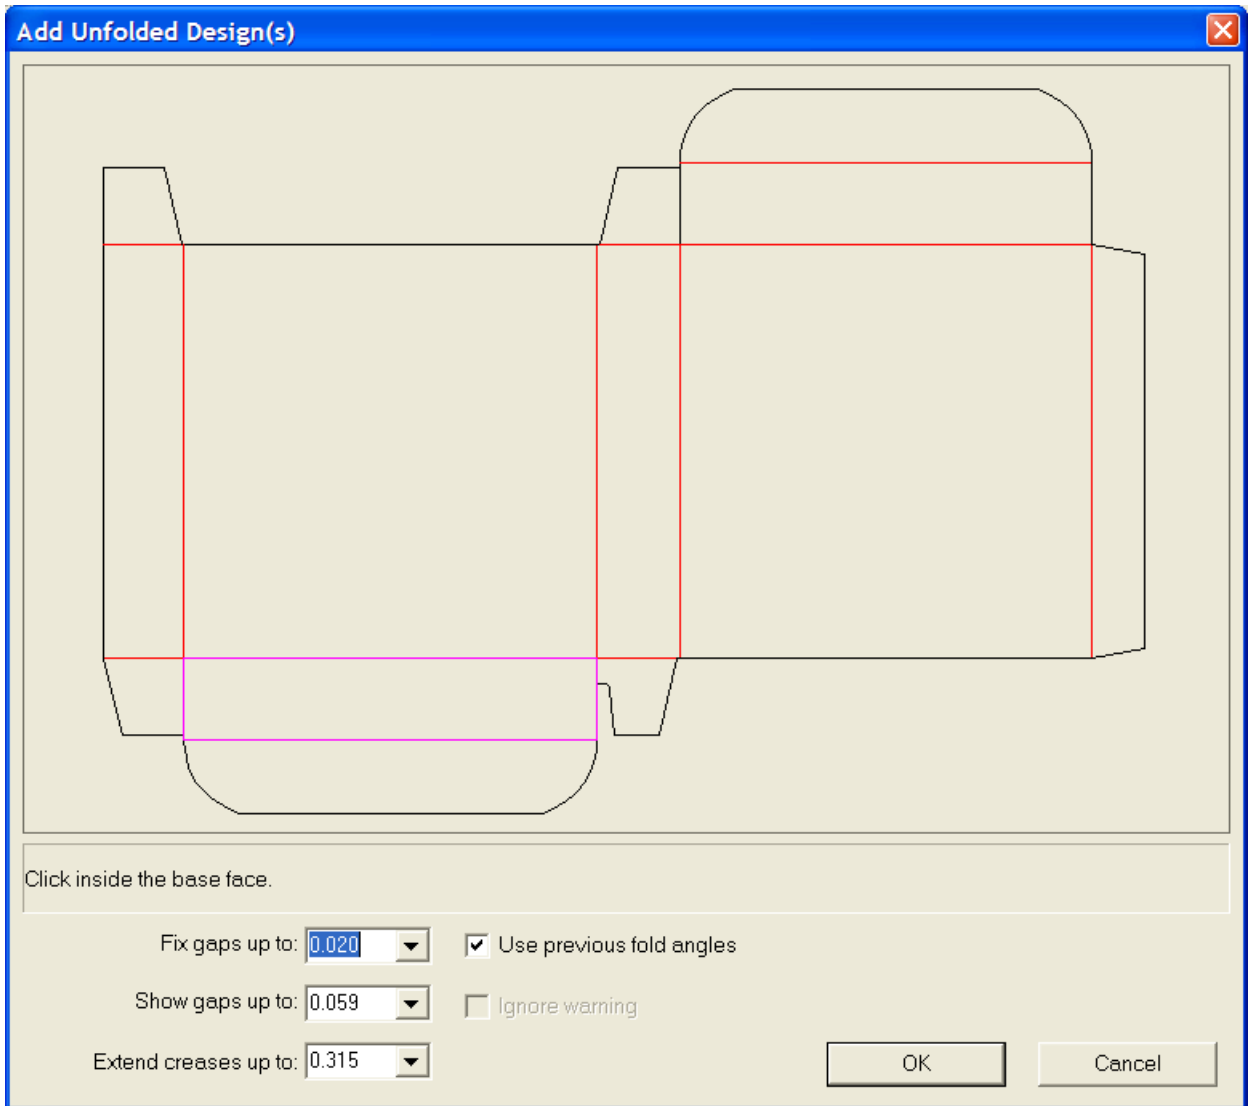 Add Unfolded Design(s)
Click inside the base face.
Fix gaps up to: 0.020
Use previous fold angles
Show gaps up to: 0.059
Ignore warning
Extend creases up to: 0.315
OK
Cancel